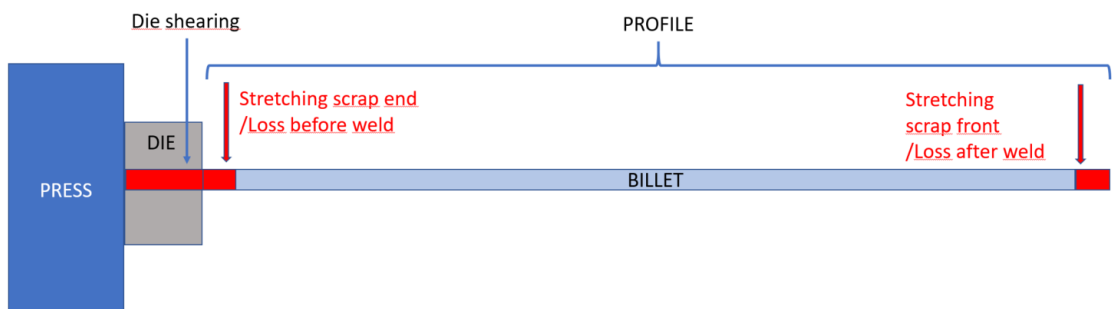 Die shearing
PROFILE
Stretching scrap end
/Loss before weld
Stretching
scrap front
/Loss after weld
DIE
PRESS
BILLET